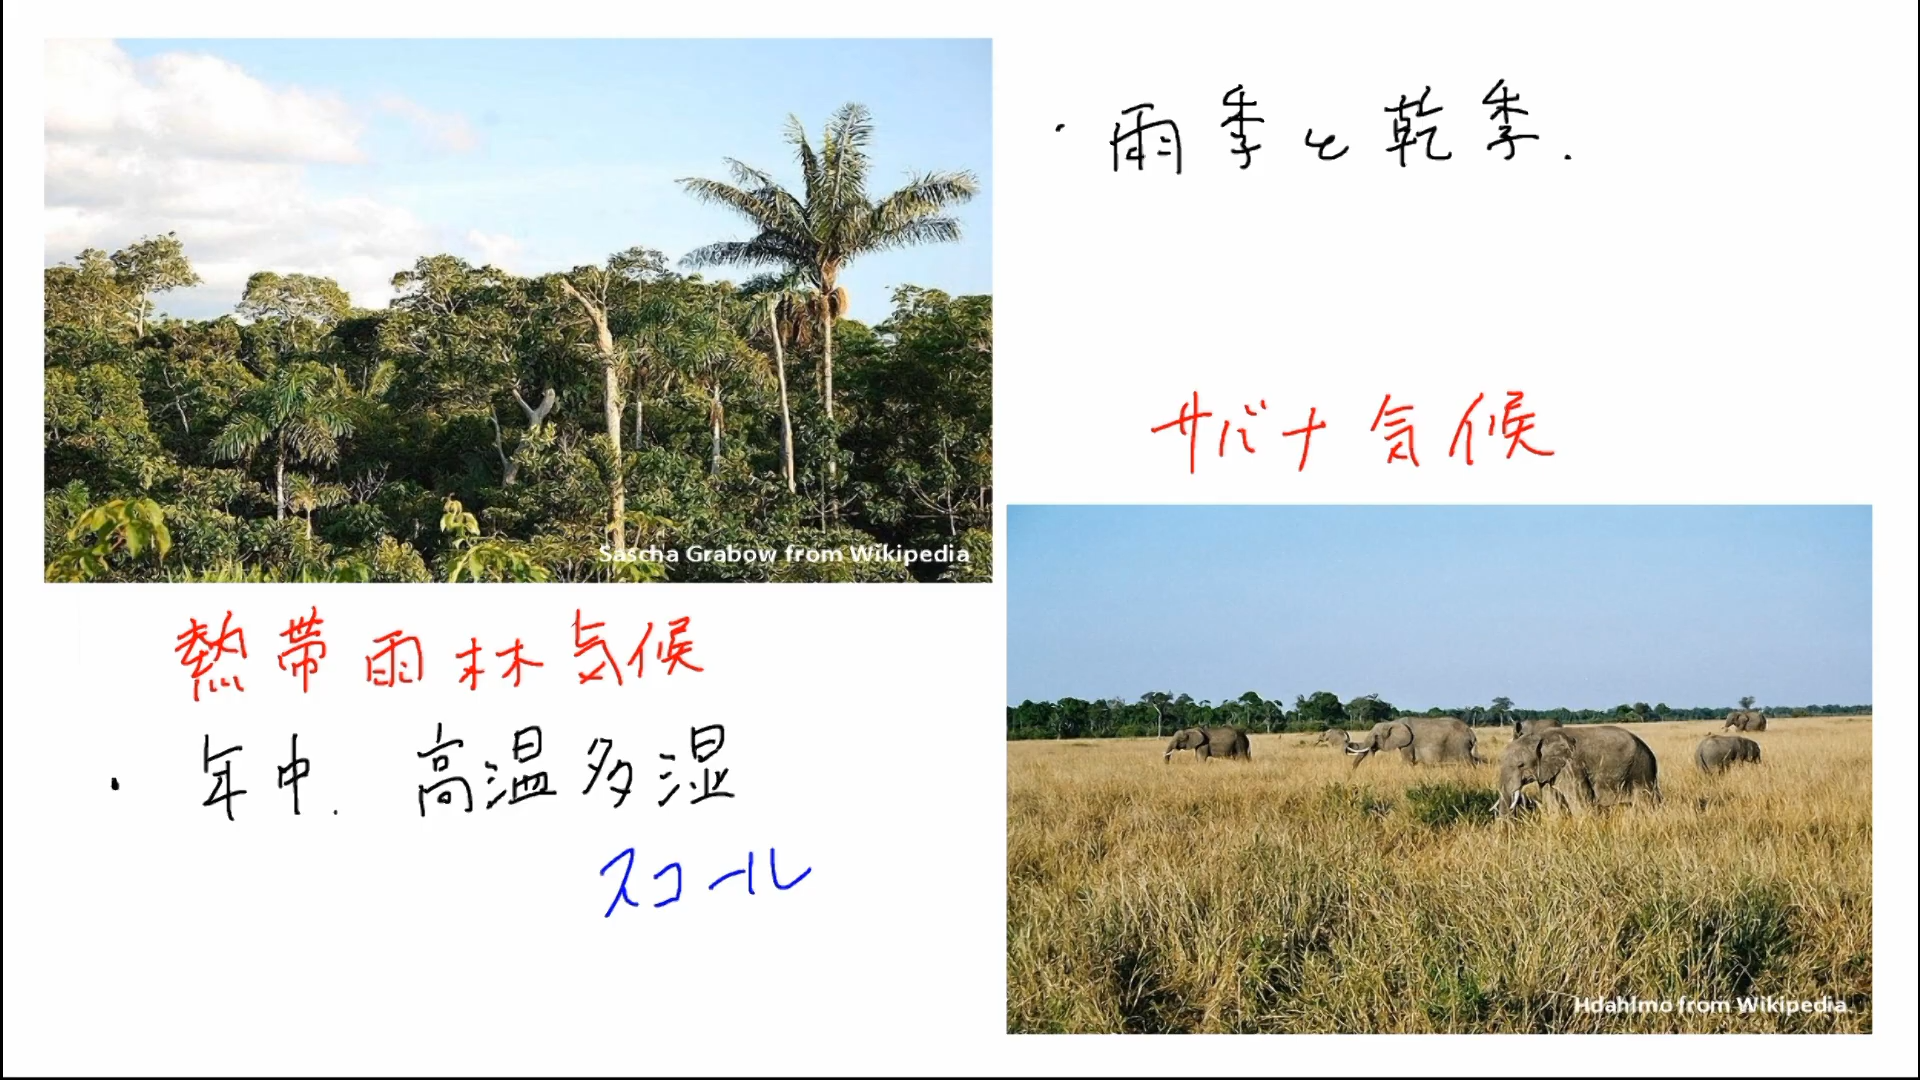 Sascha Grabow from Wikipedia
熱帯雨林気候
・年中. 高温多湿
スコール
・雨季と乾季.
サバナ気候
Hdahlmo from Wikipedia